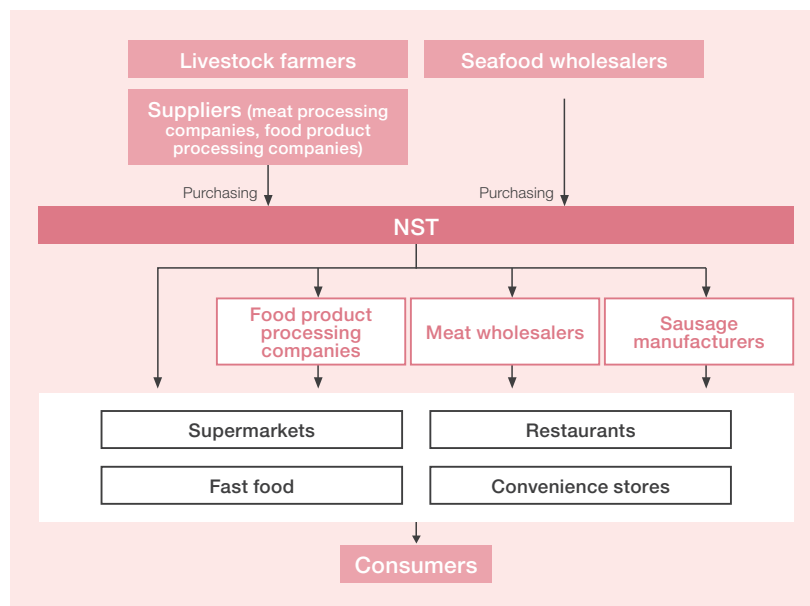 Livestock farmers
Seafood wholesalers
Suppliers (meat processing
companies, food product
processing companies)
Purchasing
Purchasing
NST
Food product
processing
companies
Meat wholesalers
Sausage
manufacturers
Supermarkets
Restaurants
Fast food
Convenience stores
Consumers